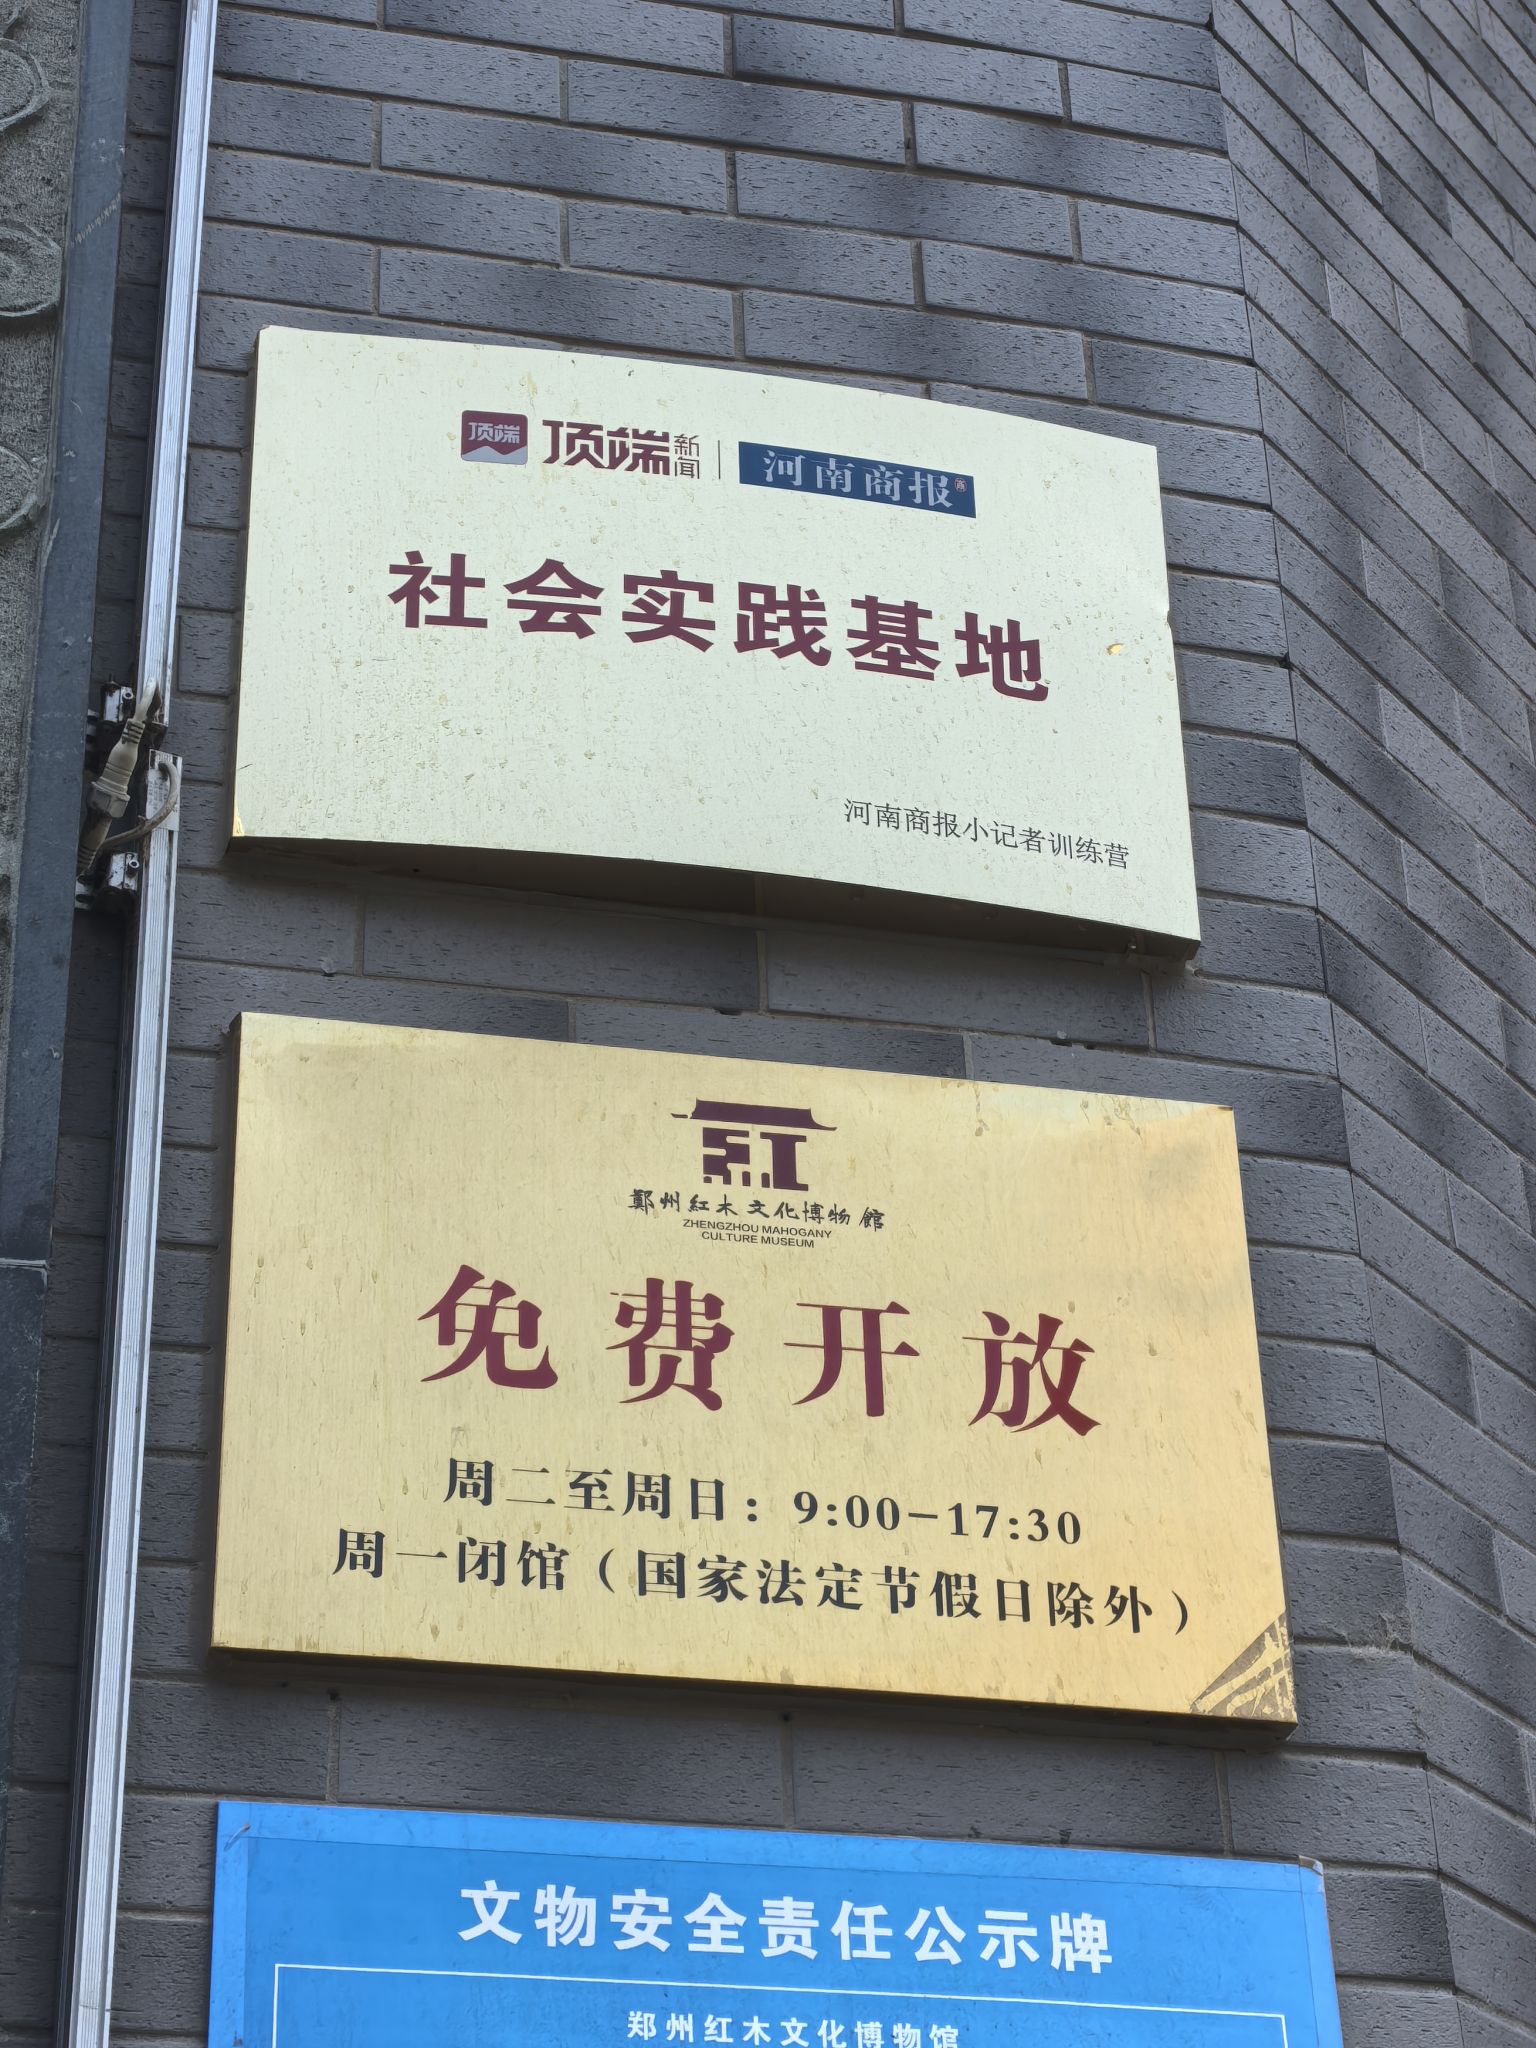 顶端 顶端新闻 | 河南商报
社会实践基地
河南商报小记者训练营
红
鄭州紅木文化博物館
ZHENGZHOU MAHOGANY
CULTURE MUSEUM
免费开放
周二至周日：9:00－17:30
周一闭馆（国家法定节假日除外）
文物安全责任公示牌
郑州红木文化博物馆